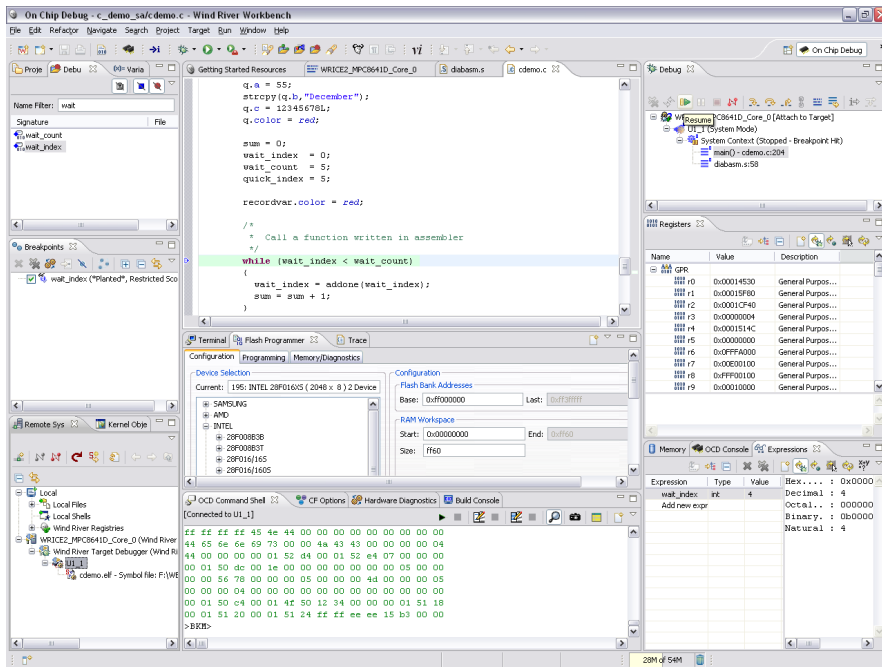 On Chip Debug - c_demo_sa/cdemo.c - Wind River Workbench
File Edit Refactor Navigate Search Project Target Run Window Help
On Chip Debug
Proje
Debu
Varia
Name Filter: wait
Signature File
wait_count
wait_index
Breakpoints
wait_index (*Planted*, Restricted Sco
Remote Sys
Kernel Obje
Local
Local Files
Local Shells
Wind River Registries
WRICE2_MPC8641D_Core_0 (Wind River
Wind River Target Debugger (Wind Ri
U1_1
cdemo.elf - Symbol file: F:\WE
Getting Started Resources
WRICE2_MPC8641D_Core_0
diabasm.s
cdemo.c
q.a = 55;
strcpy(q.b,"December");
q.c = 12345678L;
q.color = red;
sum = 0;
wait_index = 0;
wait_count = 5;
quick_index = 5;
recordvar.color = red;
/*
* Call a function written in assembler
*/
while (wait_index < wait_count)
{
wait_index = addone(wait_index);
sum = sum + 1;
}
Terminal
Flash Programmer
Trace
Configuration Programming Memory/Diagnostics
Device Selection
Current: 195: INTEL 28F016XS ( 2048 x 8 ) 2 Device
SAMSUNG
AMD
INTEL
28F008B3B
28F008B3T
28F016/165
28F016/160S
Configuration
Flash Bank Addresses
Base: 0xff000000 Last: 0xff3fffff
RAM Workspace
Start: 0x00000000 End: 0xff60
Size: ff60
OCD Command Shell
CF Options
Hardware Diagnostics
Build Console
[Connected to U1_1]
ff ff ff ff 45 4e 44 00 00 00 00 00 00 00 00 00
44 65 6e 6e 69 73 00 00 4a 43 43 00 00 00 00 04
44 00 00 00 00 01 52 d4 00 01 52 e4 07 00 00 00
00 01 50 dc 00 1e 00 00 00 00 00 00 00 05 00 00
00 00 56 78 00 00 00 05 00 00 00 4d 00 00 00 05
00 00 00 04 00 00 00 00 00 00 00 00 00 00 00 00
00 01 50 c4 00 01 4f 50 12 34 00 00 00 01 51 18
00 01 51 20 00 01 51 24 ff ff ee ee 15 b3 00 00
>BKM>
Debug
Resume
PC8641D_Core_0 [Attach to Target]
U1_1 (System Mode)
System Context (Stopped - Breakpoint Hit)
main() - cdemo.c:204
diabasm.s:58
Registers
Name Value Description
GPR
r0 0x00014530 General Purpos...
r1 0x00015F80 General Purpos...
r2 0x0001CF40 General Purpos...
r3 0x00000004 General Purpos...
r4 0x0001514C General Purpos...
r5 0x00000000 General Purpos...
r6 0x0FFFA000 General Purpos...
r7 0x00E00100 General Purpos...
r8 0xFFF00100 General Purpos...
r9 0x00010000 General Purpos...
Memory
OCD Console
Expressions
Expression Type Value
wait_index int 4
Add new expr
Hex.... : 0x0000
Decimal : 4
Octal.. : 000000
Binary. : 0b0000
Natural : 4
28M of 54M